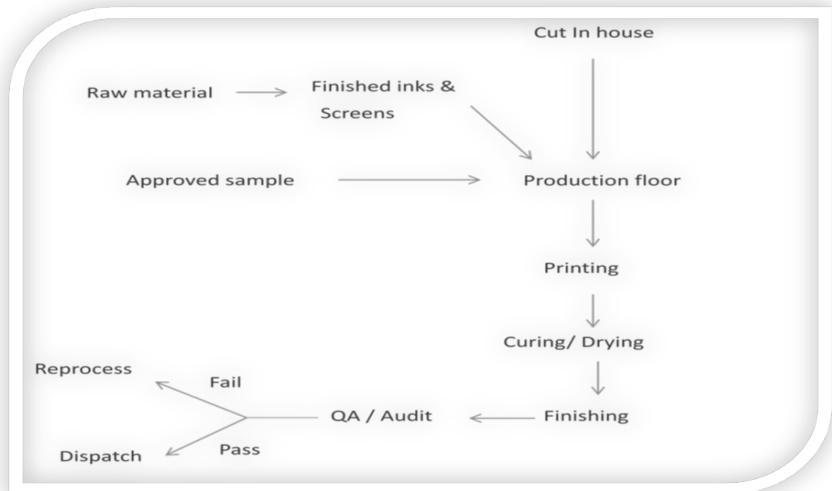 Cut In house
Raw material
Finished inks &
Screens
Approved sample
Production floor
Printing
Curing/ Drying
Reprocess
Fail
QA / Audit
Finishing
Pass
Dispatch